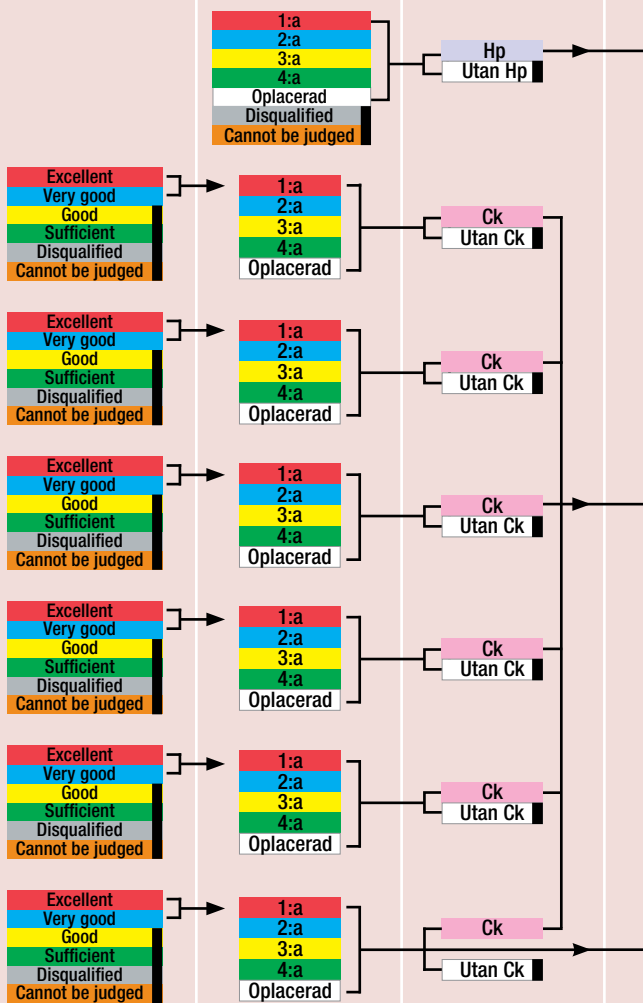 1:a
2:a
3:a
4:a
Oplacerad
Disqualified
Cannot be judged
Hp
Utan Hp
Excellent
Very good
Good
Sufficient
Disqualified
Cannot be judged
1:a
2:a
3:a
4:a
Oplacerad
Ck
Utan Ck
Excellent
Very good
Good
Sufficient
Disqualified
Cannot be judged
1:a
2:a
3:a
4:a
Oplacerad
Ck
Utan Ck
Excellent
Very good
Good
Sufficient
Disqualified
Cannot be judged
1:a
2:a
3:a
4:a
Oplacerad
Ck
Utan Ck
Excellent
Very good
Good
Sufficient
Disqualified
Cannot be judged
1:a
2:a
3:a
4:a
Oplacerad
Ck
Utan Ck
Excellent
Very good
Good
Sufficient
Disqualified
Cannot be judged
1:a
2:a
3:a
4:a
Oplacerad
Ck
Utan Ck
Excellent
Very good
Good
Sufficient
Disqualified
Cannot be judged
1:a
2:a
3:a
4:a
Oplacerad
Ck
Utan Ck